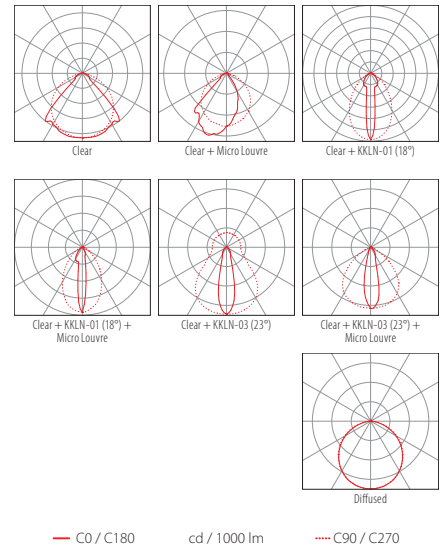 Clear
Clear + Micro Louvre
Clear + KKLN-01 (18°)
Clear + KKLN-01 (18°) +
Micro Louvre
Clear + KKLN-03 (23°)
Clear + KKLN-03 (23°) +
Micro Louvre
Diffused
C0 / C180
cd / 1000 lm
C90 / C270